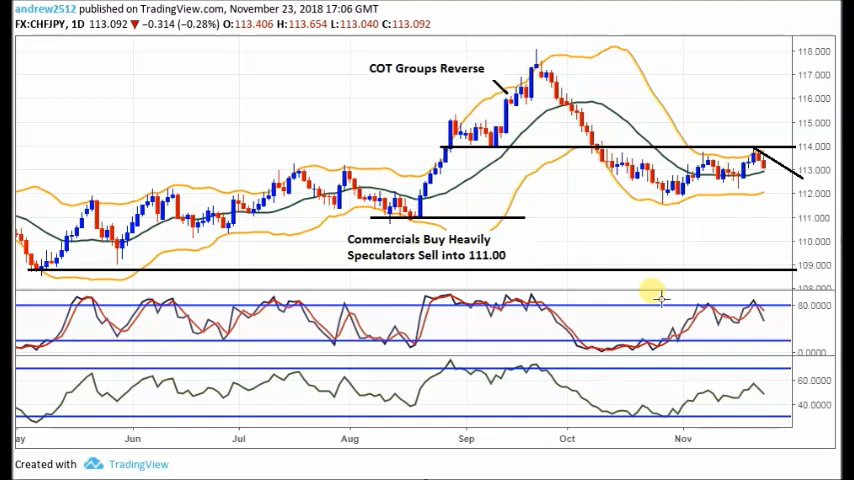 andrew2512 published on TradingView.com, November 23, 2018 17:06 GMT
113.092 ▼ −0.314 (−0.28%) O:113.406 H:113.654 L:113.040 C:113.092
FX:CHFJPY, 1D
COT Groups Reverse
118.000
117.000
116.000
115.000
114.000
113.000
112.000
111.000
110.000
109.000
Commercials Buy Heavily
Speculators Sell into 111.00
80.0000
0.0000
60.0000
40.0000
ay Jun Jul Aug Sep Oct Nov
Created with TradingView